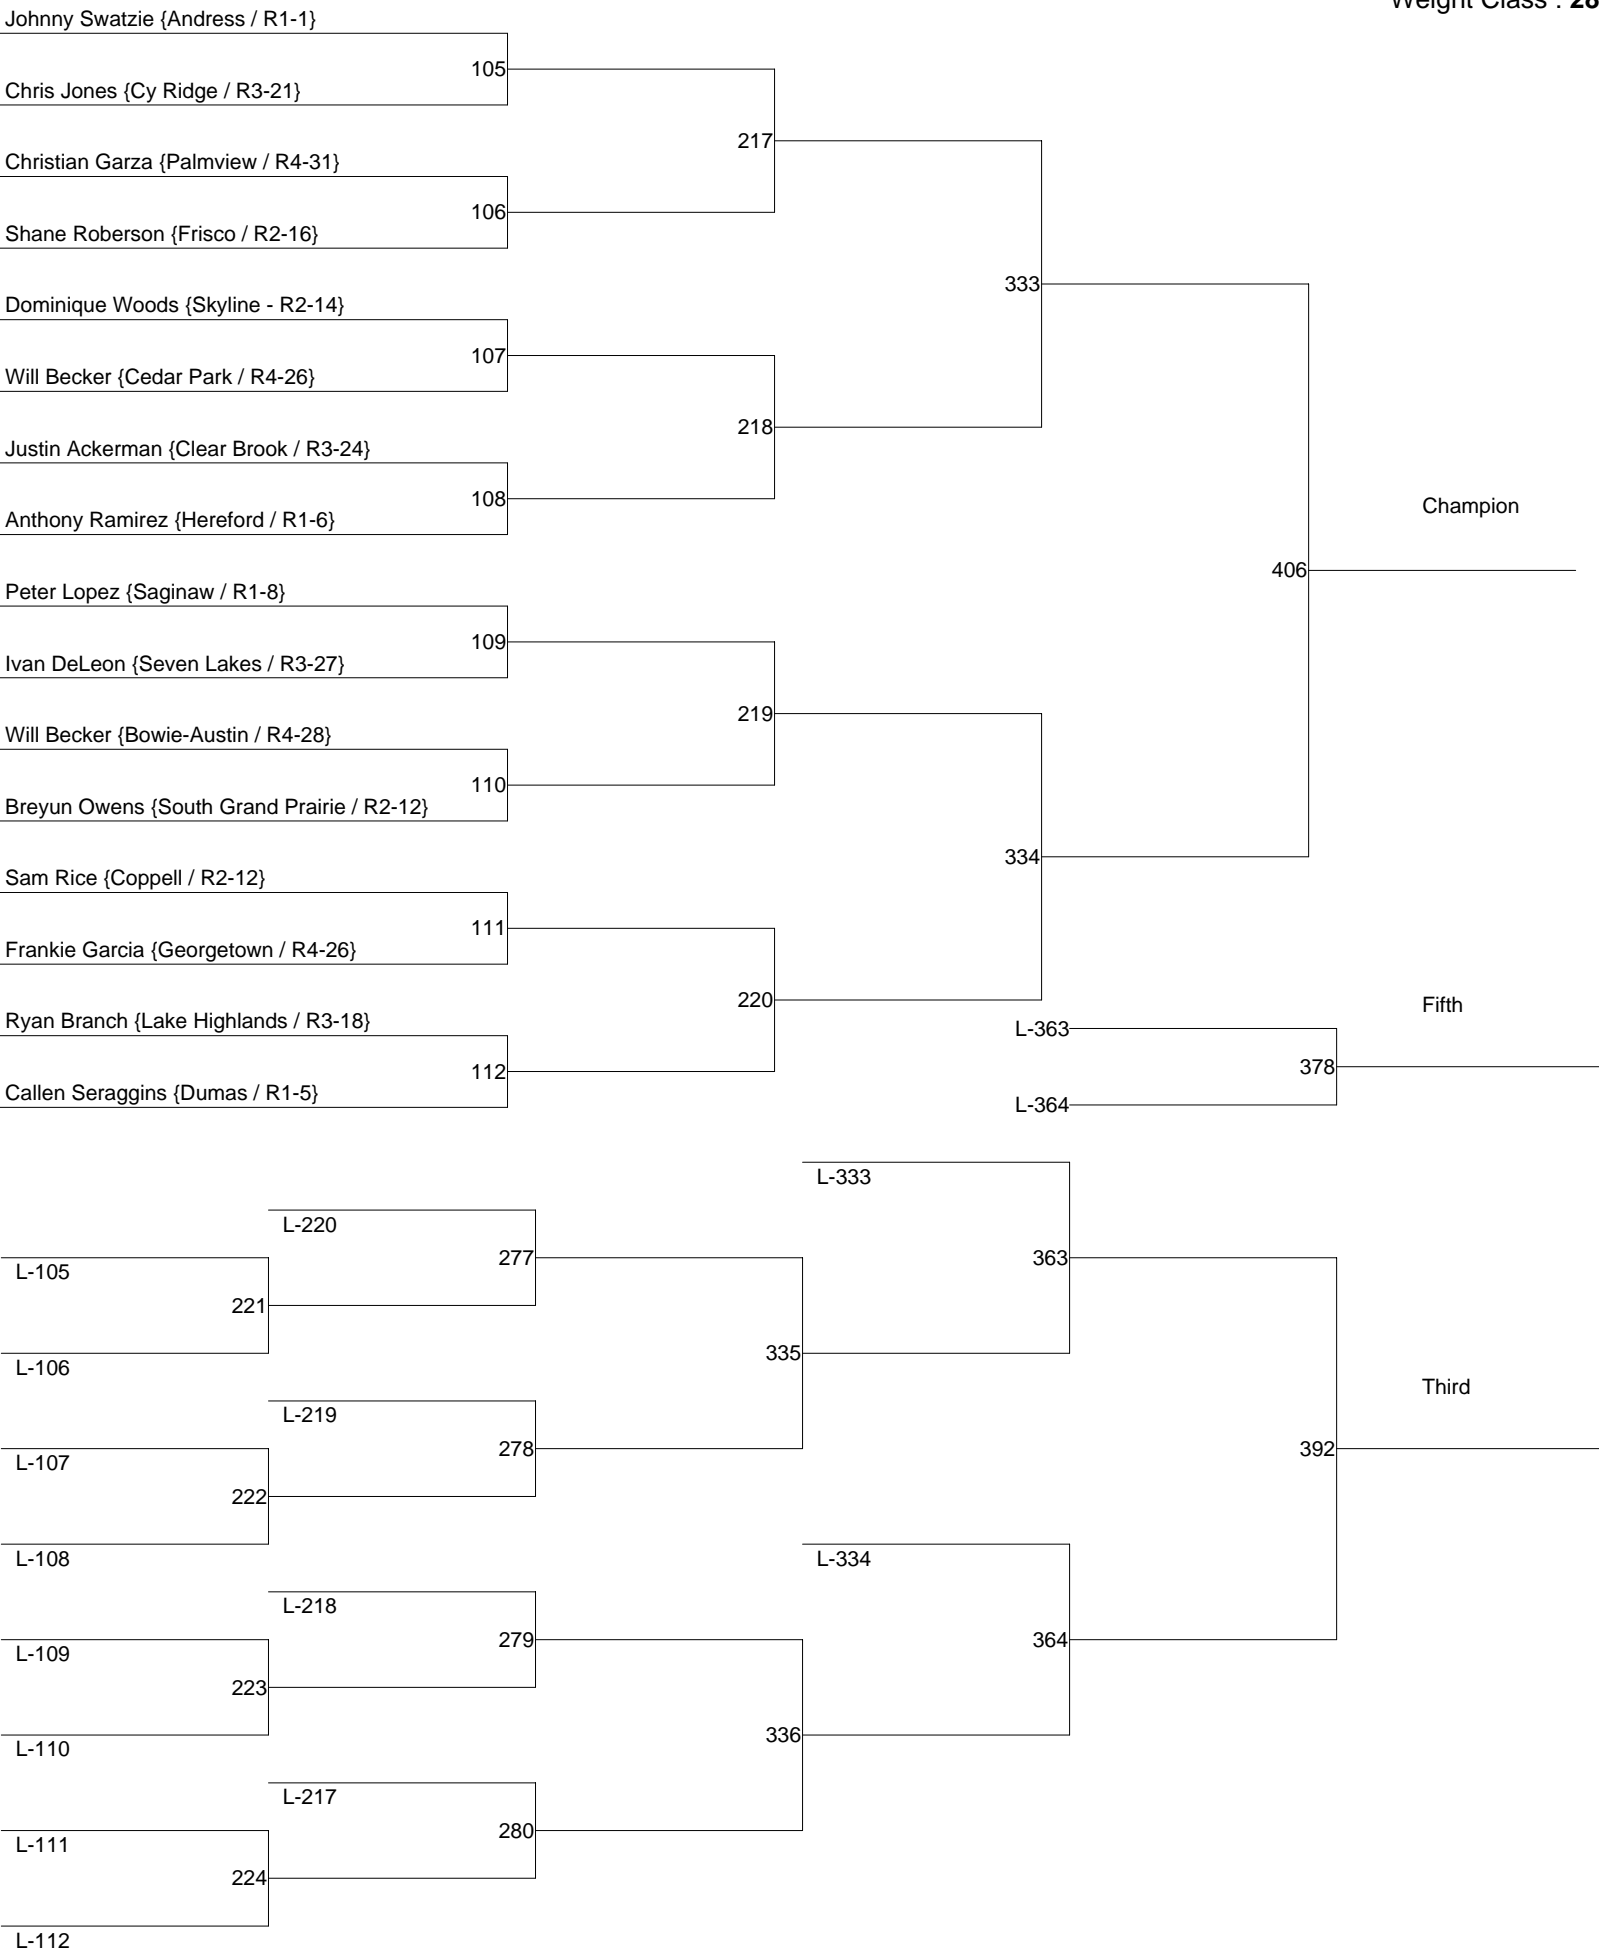 Weight Class : 28
Johnny Swatzie {Andress / R1-1}
105
Chris Jones {Cy Ridge / R3-21}
217
Christian Garza {Palmview / R4-31}
106
Shane Roberson {Frisco / R2-16}
333
Dominique Woods {Skyline - R2-14}
107
Will Becker {Cedar Park / R4-26}
218
Justin Ackerman {Clear Brook / R3-24}
108
Anthony Ramirez {Hereford / R1-6}
Champion
406
Peter Lopez {Saginaw / R1-8}
109
Ivan DeLeon {Seven Lakes / R3-27}
219
Will Becker {Bowie-Austin / R4-28}
110
Breyun Owens {South Grand Prairie / R2-12}
334
Sam Rice {Coppell / R2-12}
111
Frankie Garcia {Georgetown / R4-26}
220
Ryan Branch {Lake Highlands / R3-18}
112
Callen Seraggins {Dumas / R1-5}
Fifth
L-363
378
L-364
L-333
L-220
277
363
L-105
221
L-106
335
Third
L-219
278
392
L-107
222
L-108
L-334
L-218
279
364
L-109
223
L-110
336
L-217
280
L-111
224
L-112